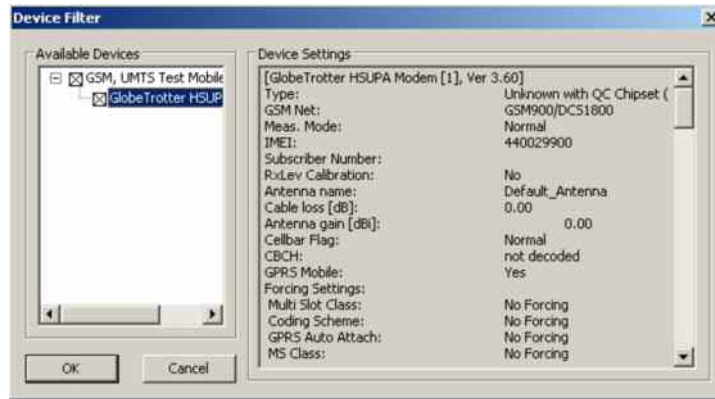 Device Filter
Available Devices
GSM, UMTS Test Mobile
GlobeTrotter HSUP
Device Settings
[GlobeTrotter HSUPA Modem [1], Ver 3.60]
Type: Unknown with QC Chipset (
GSM Net: GSM900/DCS1800
Meas. Mode: Normal
IMEI: 440029900
Subscriber Number:
RxLev Calibration: No
Antenna name: Default_Antenna
Cable loss [dB]: 0.00
Antenna gain [dBi]: 0.00
Cellbar Flag: Normal
CBCH: not decoded
GPRS Mobile: Yes
Forcing Settings:
Multi Slot Class: No Forcing
Coding Scheme: No Forcing
GPRS Auto Attach: No Forcing
MS Class: No Forcing
OK Cancel